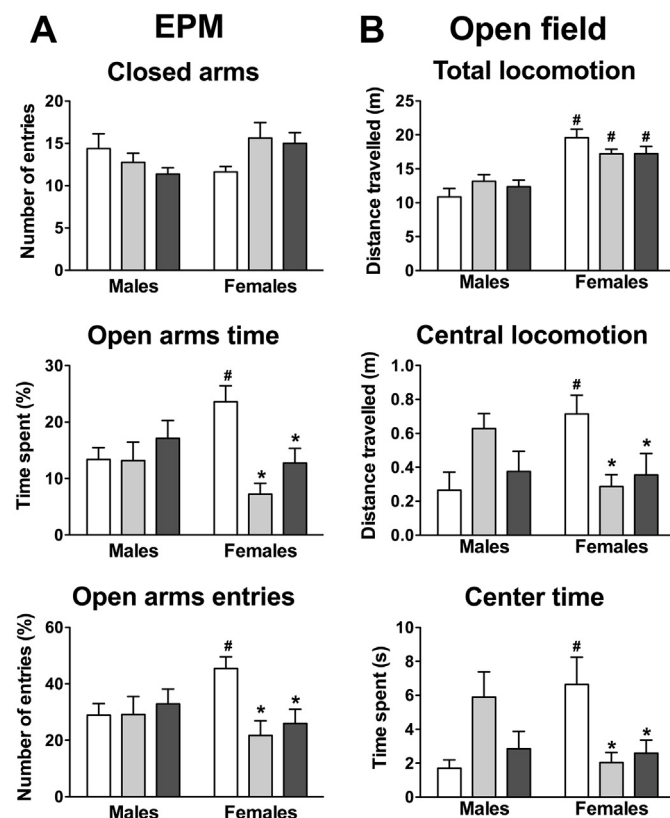 A EPM
Closed arms
Number of entries
20
15
10
5
0
Males Females
Open arms time
Time spent (%)
30
20
10
0
#
*
*
Males Females
Open arms entries
Number of entries (%)
60
40
20
0
#
*
*
Males Females
B Open field
Total locomotion
Distance travelled (m)
25
20
15
10
5
0
#
#
#
Males Females
Central locomotion
Distance travelled (m)
1.0
0.8
0.6
0.4
0.2
0.0
#
*
*
Males Females
Center time
Time spent (s)
10
8
6
4
2
0
#
*
*
Males Females